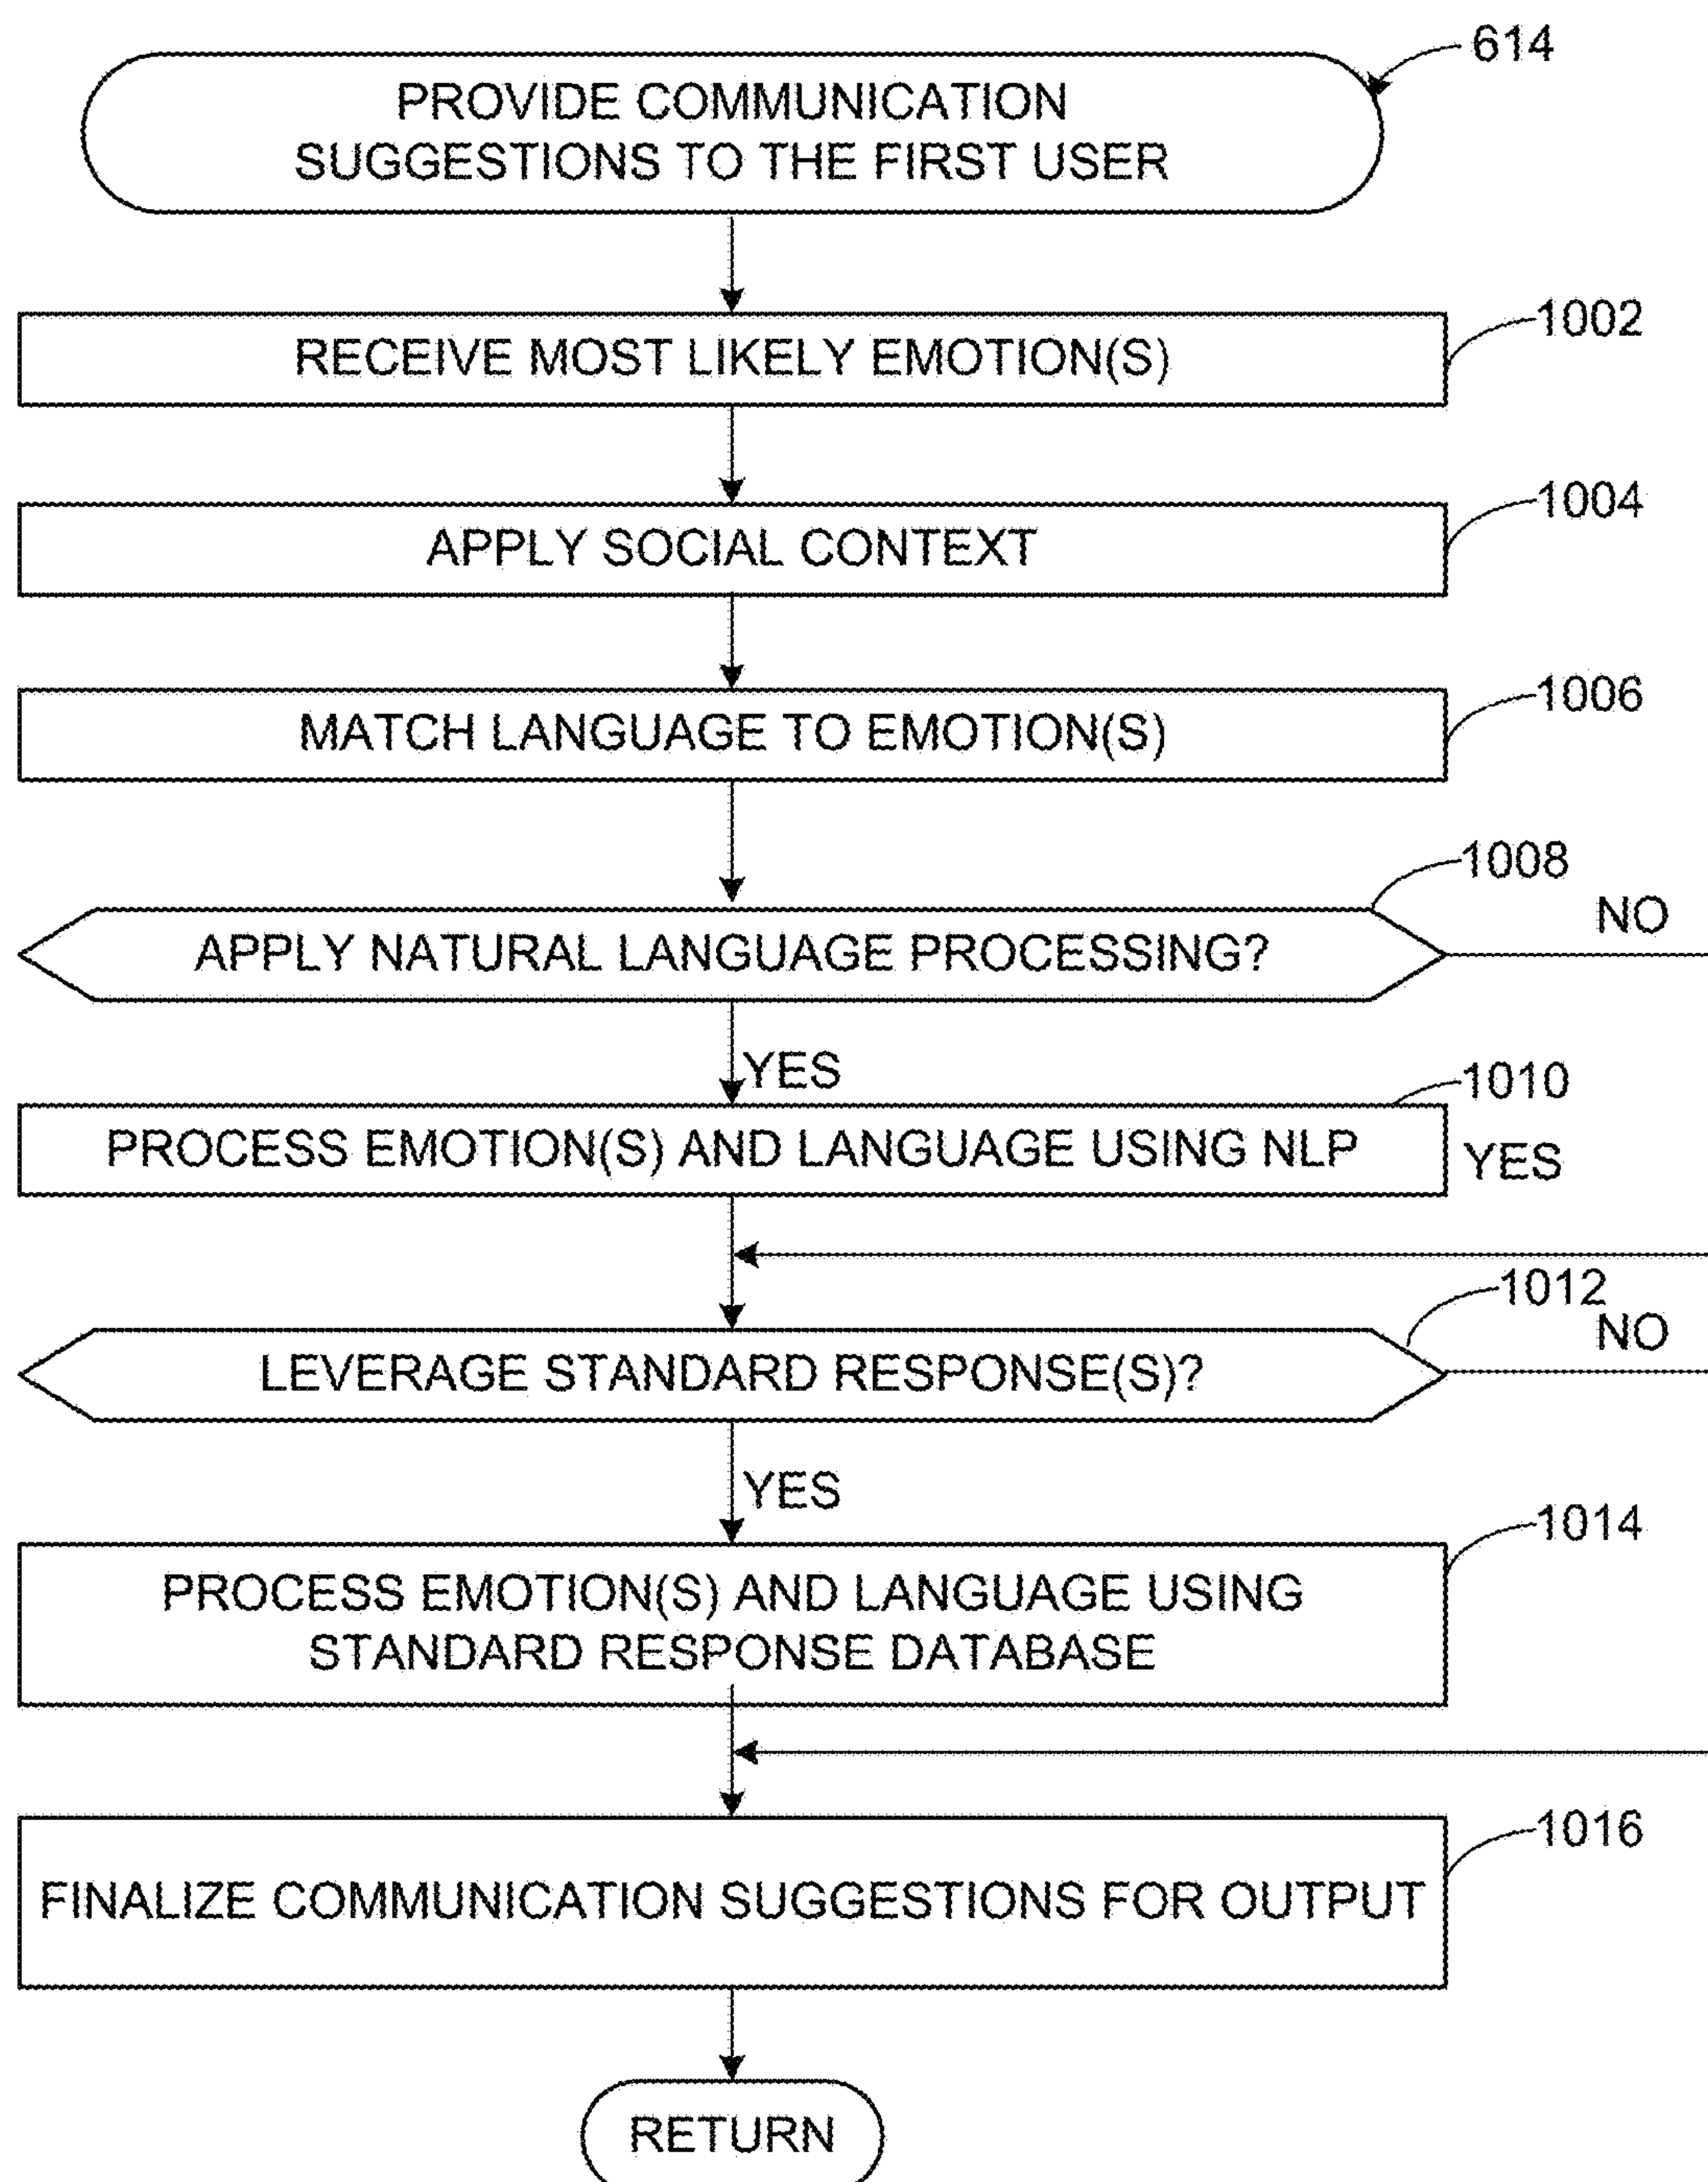 614
PROVIDE COMMUNICATION
SUGGESTIONS TO THE FIRST USER
1002
RECEIVE MOST LIKELY EMOTION(S)
1004
APPLY SOCIAL CONTEXT
1006
MATCH LANGUAGE TO EMOTION(S)
1008
NO
APPLY NATURAL LANGUAGE PROCESSING?
YES
1010
PROCESS EMOTION(S) AND LANGUAGE USING NLP
YES
1012
NO
LEVERAGE STANDARD RESPONSE(S)?
YES
1014
PROCESS EMOTION(S) AND LANGUAGE USING
STANDARD RESPONSE DATABASE
1016
FINALIZE COMMUNICATION SUGGESTIONS FOR OUTPUT
RETURN